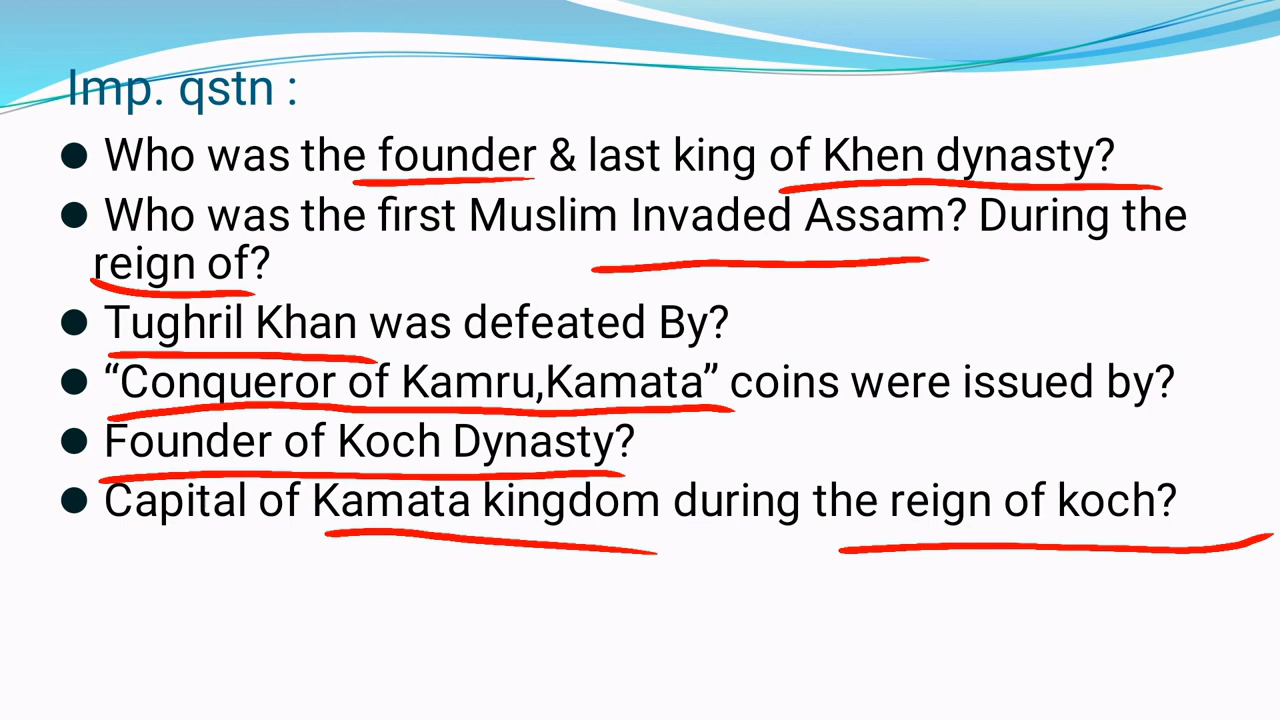 Imp. qstn :
● Who was the founder & last king of Khen dynasty?
● Who was the first Muslim Invaded Assam? During the
reign of?
● Tughril Khan was defeated By?
● “Conqueror of Kamru,Kamata” coins were issued by?
● Founder of Koch Dynasty?
● Capital of Kamata kingdom during the reign of koch?